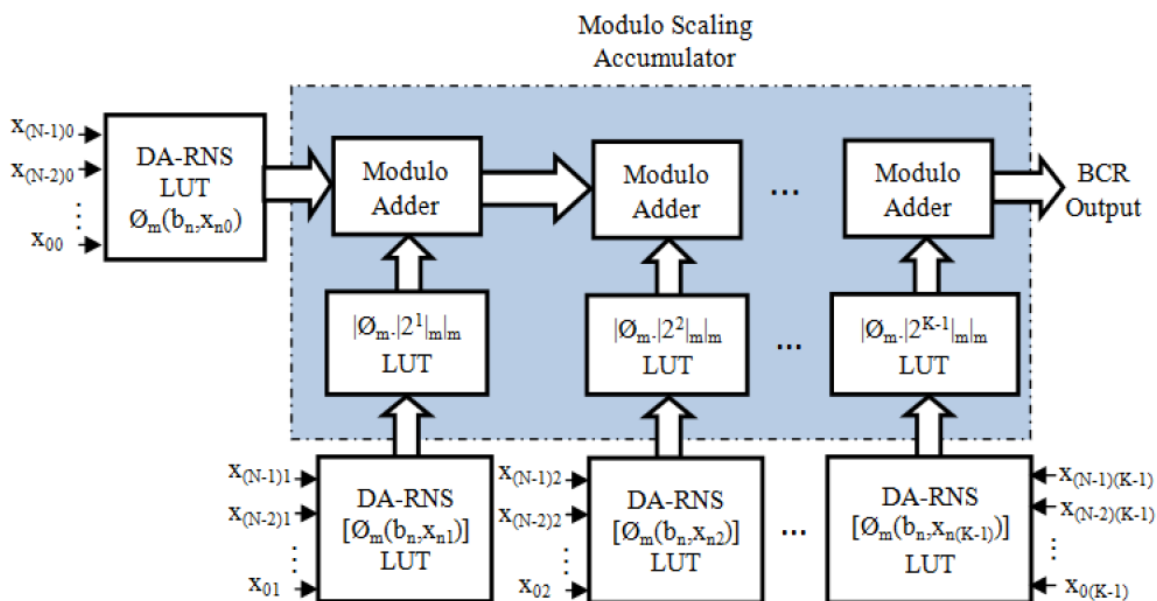 Modulo Scaling
Accumulator
x(N-1)0
x(N-2)0
⋮
x00
DA-RNS
LUT
Øm(bn,xn0)
Modulo
Adder
Modulo
Adder
...
Modulo
Adder
BCR
Output
|Øm.|2^1|m|m
LUT
|Øm.|2^2|m|m
LUT
...
|Øm.|2^K-1|m|m
LUT
x(N-1)1
x(N-2)1
⋮
x01
DA-RNS
[Øm(bn,xn1)]
LUT
x(N-1)2
x(N-2)2
⋮
x02
DA-RNS
[Øm(bn,xn2)]
LUT
...
DA-RNS
[Øm(bn,xn(K-1))]
LUT
x(N-1)(K-1)
x(N-2)(K-1)
⋮
x0(K-1)